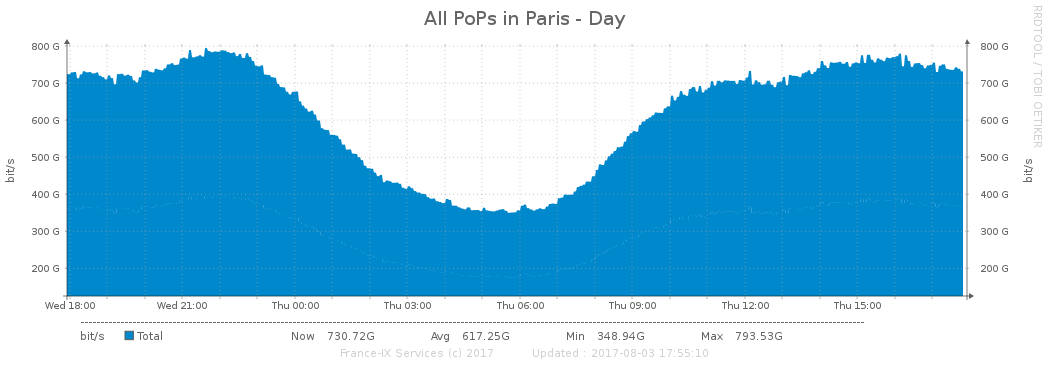 All PoPs in Paris - Day
RRDTOOL / TOBI OETIKER
bit/s
800 G
700 G
600 G
500 G
400 G
300 G
200 G
800 G
700 G
600 G
500 G
400 G
300 G
200 G
bit/s
Wed 18:00 Wed 21:00 Thu 00:00 Thu 03:00 Thu 06:00 Thu 09:00 Thu 12:00 Thu 15:00
bit/s Total Now 730.72G Avg 617.25G Min 348.94G Max 793.53G
France-IX Services (c) 2017 Updated : 2017-08-03 17:55:10